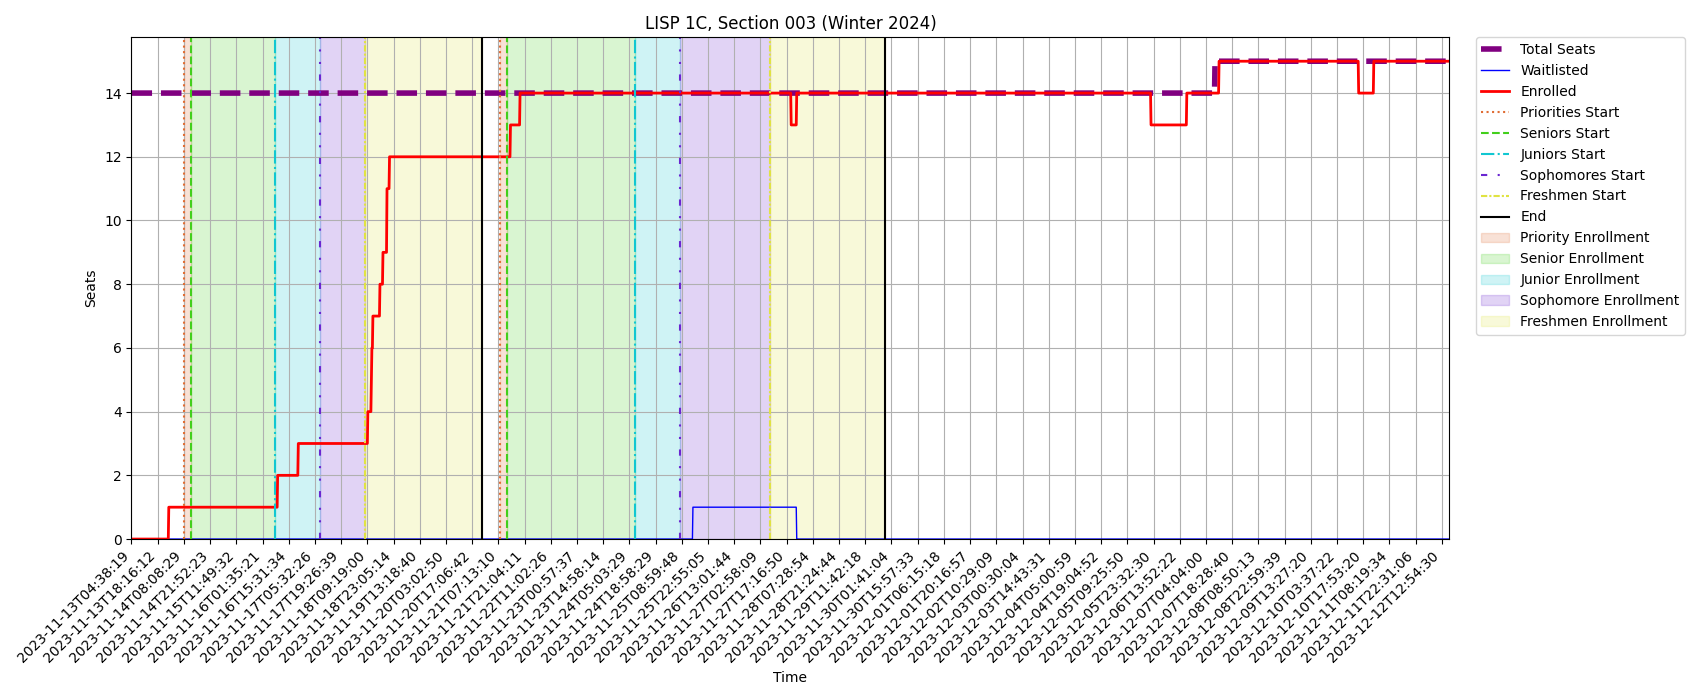 LISP 1C, Section 003 (Winter 2024)
Seats
14
12
10
8
6
4
2
0
2023-11-13T04:38:19
2023-11-13T18:16:12
2023-11-14T08:08:29
2023-11-14T21:52:23
2023-11-15T11:49:32
2023-11-16T01:35:21
2023-11-16T15:31:34
2023-11-17T05:32:26
2023-11-17T19:26:39
2023-11-18T09:19:00
2023-11-18T23:05:14
2023-11-19T13:18:40
2023-11-20T03:02:50
2023-11-20T17:06:42
2023-11-21T07:13:10
2023-11-21T21:04:11
2023-11-22T11:02:26
2023-11-23T00:57:37
2023-11-23T14:58:14
2023-11-24T05:03:29
2023-11-24T18:58:29
2023-11-25T08:59:48
2023-11-25T22:55:05
2023-11-26T13:01:44
2023-11-27T02:58:09
2023-11-27T17:16:50
2023-11-28T07:28:54
2023-11-28T21:24:44
2023-11-29T11:42:18
2023-11-30T01:41:04
2023-11-30T15:57:33
2023-12-01T06:15:18
2023-12-01T20:16:57
2023-12-02T10:29:09
2023-12-03T00:30:04
2023-12-03T14:43:31
2023-12-04T05:00:59
2023-12-04T19:04:52
2023-12-05T09:25:50
2023-12-05T23:32:30
2023-12-06T13:52:22
2023-12-07T04:04:00
2023-12-07T18:28:40
2023-12-08T08:50:13
2023-12-08T22:59:39
2023-12-09T13:27:20
2023-12-10T03:37:22
2023-12-10T17:53:20
2023-12-11T08:19:34
2023-12-11T22:31:06
2023-12-12T12:54:30
Time
Total Seats
Waitlisted
Enrolled
Priorities Start
Seniors Start
Juniors Start
Sophomores Start
Freshmen Start
End
Priority Enrollment
Senior Enrollment
Junior Enrollment
Sophomore Enrollment
Freshmen Enrollment